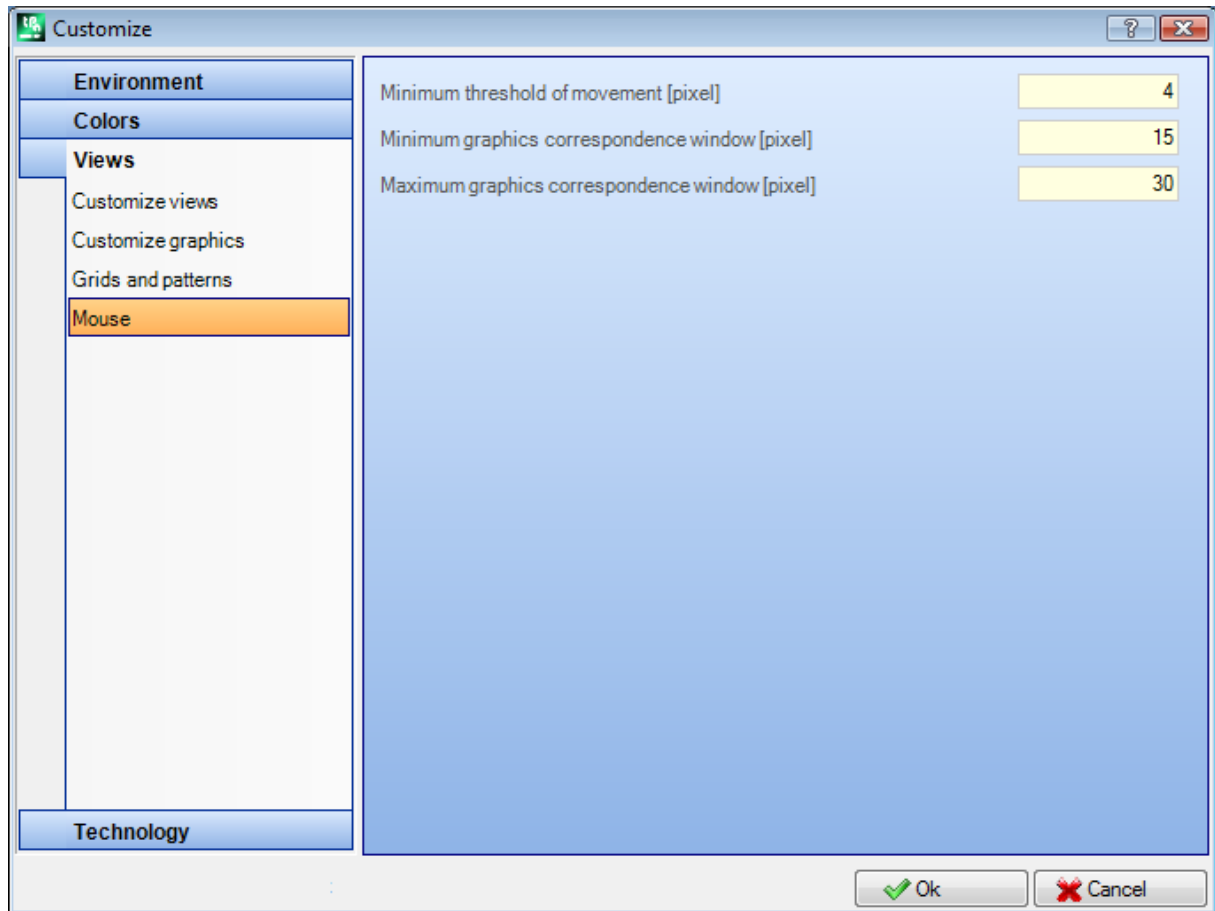 Customize
Environment
Colors
Views
Customize views
Customize graphics
Grids and patterns
Mouse
Technology
Minimum threshold of movement [pixel] 4
Minimum graphics correspondence window [pixel] 15
Maximum graphics correspondence window [pixel] 30
Ok
Cancel